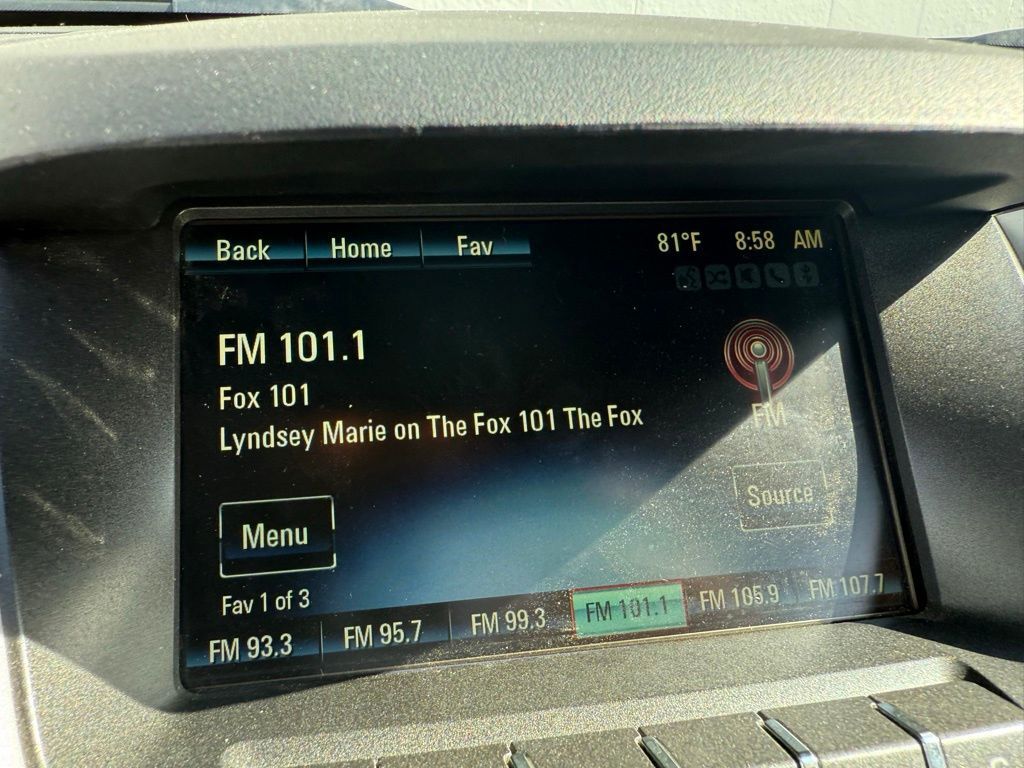 Back Home Fav 81°F 8:58 AM
FM 101.1
Fox 101
Lyndsey Marie on The Fox 101 The Fox
FM
Source
Menu
Fav 1 of 3
FM 93.3 FM 95.7 FM 99.3 FM 101.1 FM 105.9 FM 107.7